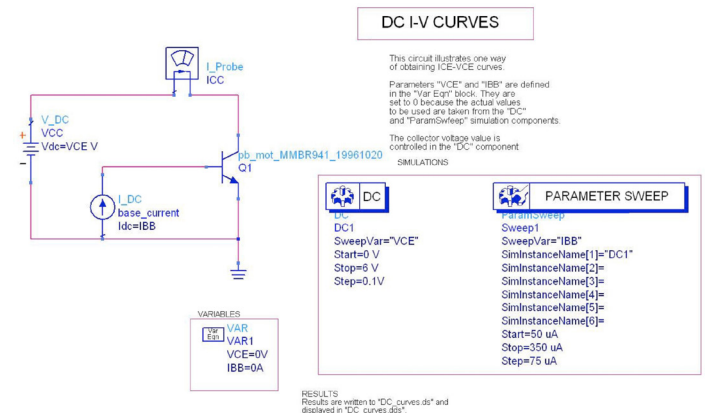 DC I-V CURVES
This circuit illustrates one way
of obtaining ICE-VCE curves.
Parameters "VCE" and "IBB" are defined
in the "Var Eqn" block. They are
set to 0 because the actual values
to be used are taken from the "DC"
and "ParamSwfeep" simulation components.
The collector voltage value is
controlled in the "DC" component
SIMULATIONS
I_Probe
ICC
V_DC
VCC
Vdc=VCE V
+
-
pb_mot_MMBR941_19961020
Q1
I_DC
base_current
Idc=IBB
DC
DC
DC1
SweepVar="VCE"
Start=0 V
Stop=6 V
Step=0.1V
PARAMETER SWEEP
ParamSweep
Sweep1
SweepVar="IBB"
SimInstanceName[1]="DC1"
SimInstanceName[2]=
SimInstanceName[3]=
SimInstanceName[4]=
SimInstanceName[5]=
SimInstanceName[6]=
Start=50 uA
Stop=350 uA
Step=75 uA
VARIABLES
Var
Eqn
VAR
VAR1
VCE=0V
IBB=0A
RESULTS
Results are written to "DC_curves.ds" and
displayed in "DC_curves.dds".